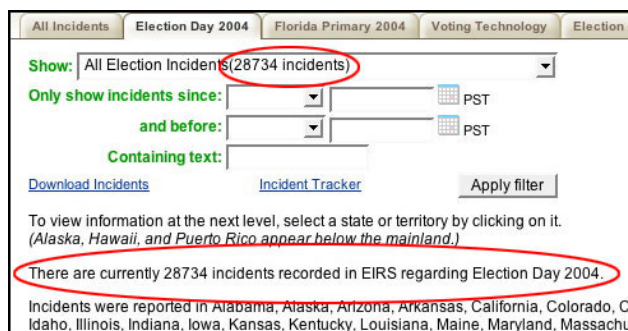 All Incidents Election Day 2004 Florida Primary 2004 Voting Technology Election
Show: All Election Incidents(28734 incidents)
Only show incidents since: PST
and before: PST
Containing text:
Download Incidents Incident Tracker Apply filter
To view information at the next level, select a state or territory by clicking on it.
(Alaska, Hawaii, and Puerto Rico appear below the mainland.)
There are currently 28734 incidents recorded in EIRS regarding Election Day 2004.
Incidents were reported in Alabama, Alaska, Arizona, Arkansas, California, Colorado, C
Idaho, Illinois, Indiana, Iowa, Kansas, Kentucky, Louisiana, Maine, Maryland, Massachu